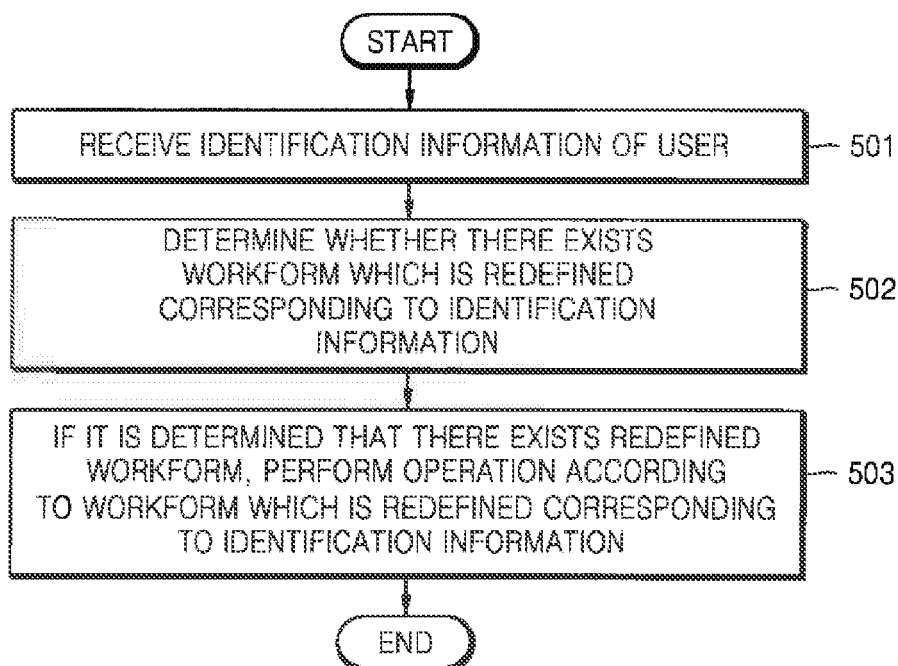 START
RECEIVE IDENTIFICATION INFORMATION OF USER
501
DETERMINE WHETHER THERE EXISTS
WORKFORM WHICH IS REDEFINED
CORRESPONDING TO IDENTIFICATION
INFORMATION
502
IF IT IS DETERMINED THAT THERE EXISTS REDEFINED
WORKFORM, PERFORM OPERATION ACCORDING
TO WORKFORM WHICH IS REDEFINED CORRESPONDING
TO IDENTIFICATION INFORMATION
503
END